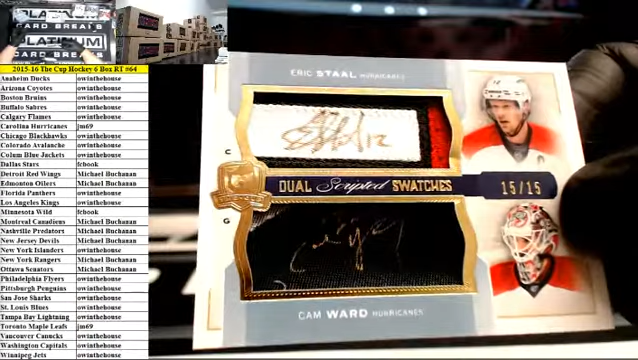 PLATINUM
CARD BREAKS
PLATINUM
CARD BREAKS
2015-16 The Cup Hockey 6 Box RT #64
Anaheim Ducks owinthehouse
Arizona Coyotes owinthehouse
Boston Bruins owinthehouse
Buffalo Sabres owinthehouse
Calgary Flames owinthehouse
Carolina Hurricanes jm69
Chicago Blackhawks owinthehouse
Colorado Avalanche owinthehouse
Colum Blue Jackets owinthehouse
Dallas Stars fcbook
Detroit Red Wings Michael Buchanan
Edmonton Oilers Michael Buchanan
Florida Panthers owinthehouse
Los Angeles Kings owinthehouse
Minnesota Wild fcbook
Montreal Canadiens Michael Buchanan
Nashville Predators Michael Buchanan
New Jersey Devils Michael Buchanan
New York Islanders owinthehouse
New York Rangers Michael Buchanan
Ottawa Senators Michael Buchanan
Philadelphia Flyers owinthehouse
Pittsburgh Penguins owinthehouse
San Jose Sharks owinthehouse
St. Louis Blues owinthehouse
Tampa Bay Lightning owinthehouse
Toronto Maple Leafs jm69
Vancouver Canucks owinthehouse
Washington Capitals owinthehouse
Winnipeg Jets owinthehouse
ERIC STAAL HURRICANES
C
DUAL Scripted SWATCHES
15/15
G
CAM WARD HURRICANES